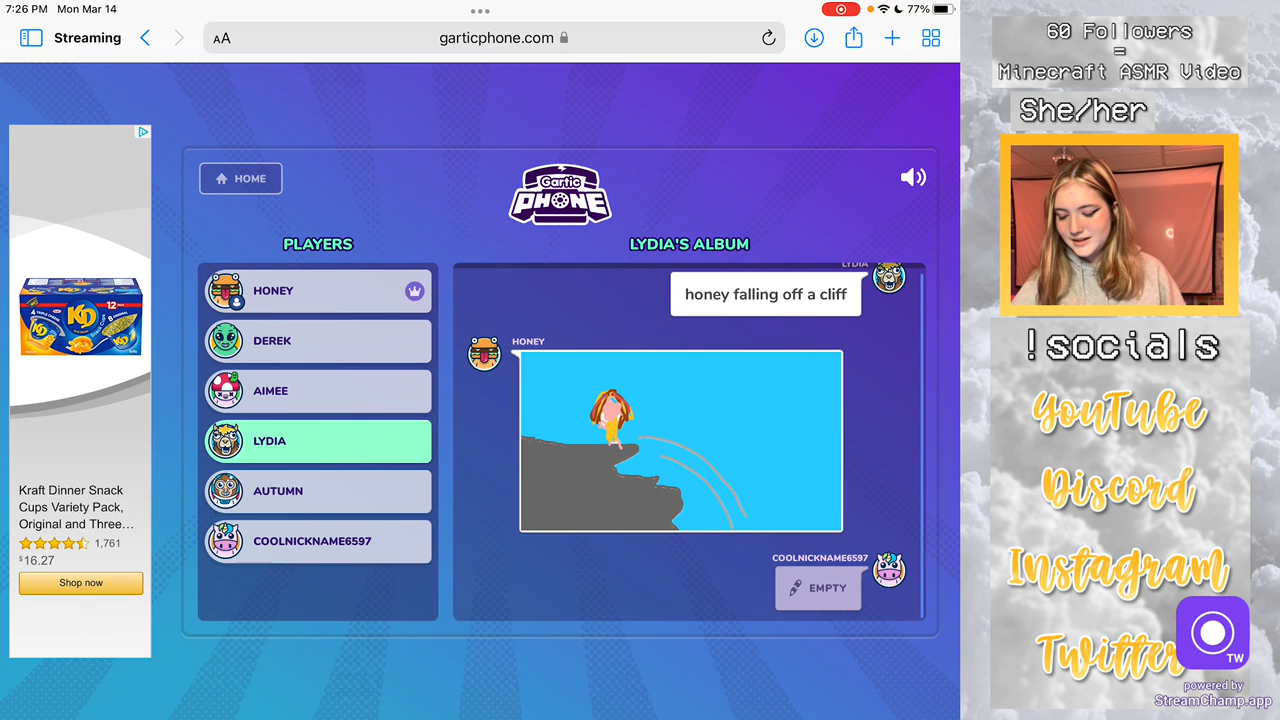 7:26 PM Mon Mar 14
77%
Streaming
AA
garticphone.com
HOME
Gartic
PHONE
PLAYERS
HONEY
DEREK
AIMEE
LYDIA
AUTUMN
COOLNICKNAME6597
LYDIA'S ALBUM
LYDIA
honey falling off a cliff
HONEY
COOLNICKNAME6597
EMPTY
KD
12 PACK
Kraft Dinner Snack
Cups Variety Pack,
Original and Three…
1,761
$16.27
Shop now
60 Followers
=
Minecraft ASMR Video
She/her
!socials
YouTube
Discord
Instagram
Twitter
TW
powered by
StreamChamp.app